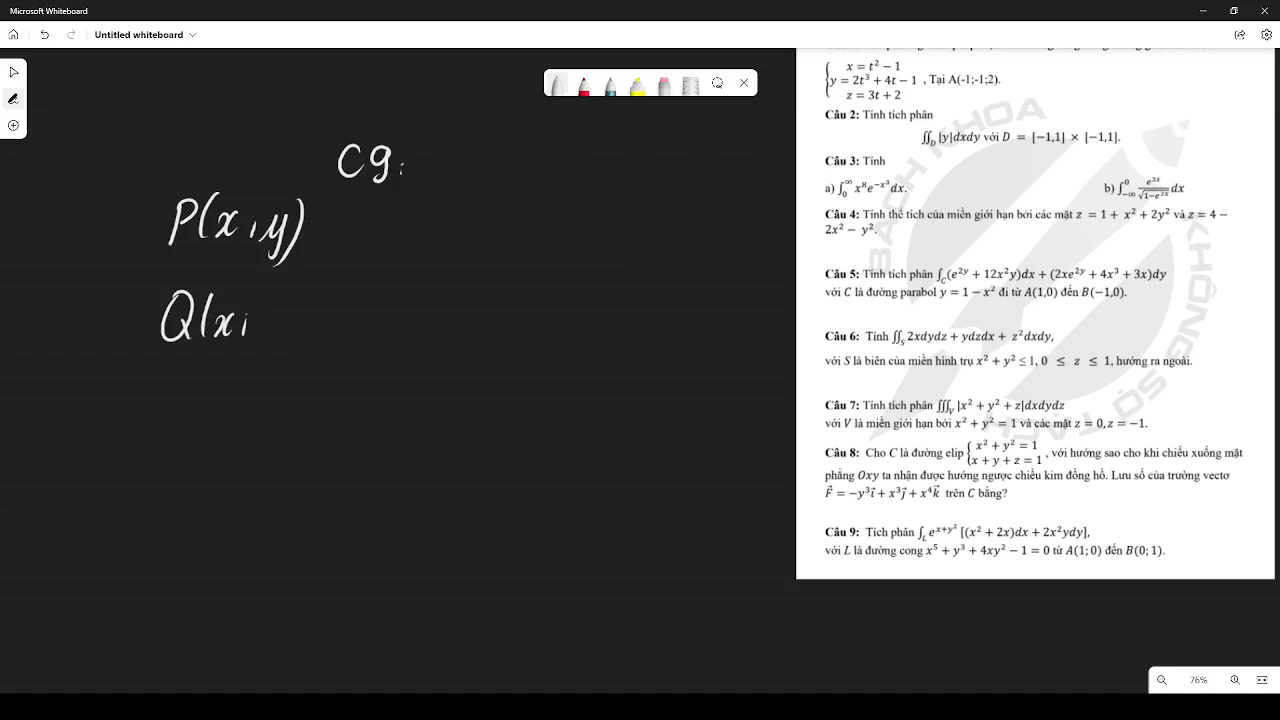 Microsoft Whiteboard
Untitled whiteboard
C9:
P(x,y)
Q(x,
x = t² − 1
y = 2t³ + 4t − 1 , Tại A(-1;-1;2).
z = 3t + 2
Câu 2: Tính tích phân
∬_D |y|dxdy với D = [−1,1] × [−1,1].
Câu 3: Tính
a) ∫₀^∞ x⁸e^(−x³)dx. b) ∫_(−∞)^0 e^(3x)/√(1−e^(2x)) dx
Câu 4: Tính thể tích của miền giới hạn bởi các mặt z = 1 + x² + 2y² và z = 4 −
2x² − y².
Câu 5: Tính tích phân ∫_C(e^(2y) + 12x²y)dx + (2xe^(2y) + 4x³ + 3x)dy
với C là đường parabol y = 1 − x² đi từ A(1,0) đến B(−1,0).
Câu 6: Tính ∬_S 2xdydz + ydzdx + z²dxdy,
với S là biên của miền hình trụ x² + y² ≤ 1, 0 ≤ z ≤ 1, hướng ra ngoài.
Câu 7: Tính tích phân ∭_V |x² + y² + z|dxdydz
với V là miền giới hạn bởi x² + y² = 1 và các mặt z = 0, z = −1.
Câu 8: Cho C là đường elip { x² + y² = 1
x + y + z = 1 , với hướng sao cho khi chiếu xuống mặt
phẳng Oxy ta nhận được hướng ngược chiều kim đồng hồ. Lưu số của trường vectơ
F⃗ = −y³i⃗ + x³j⃗ + x⁴k⃗ trên C bằng?
Câu 9: Tích phân ∫_L e^(x+y²) [(x² + 2x)dx + 2x²ydy],
với L là đường cong x⁵ + y³ + 4xy² − 1 = 0 từ A(1; 0) đến B(0; 1).
BÁCH KHOA
KHÔNG SỢ TẠCH
76%